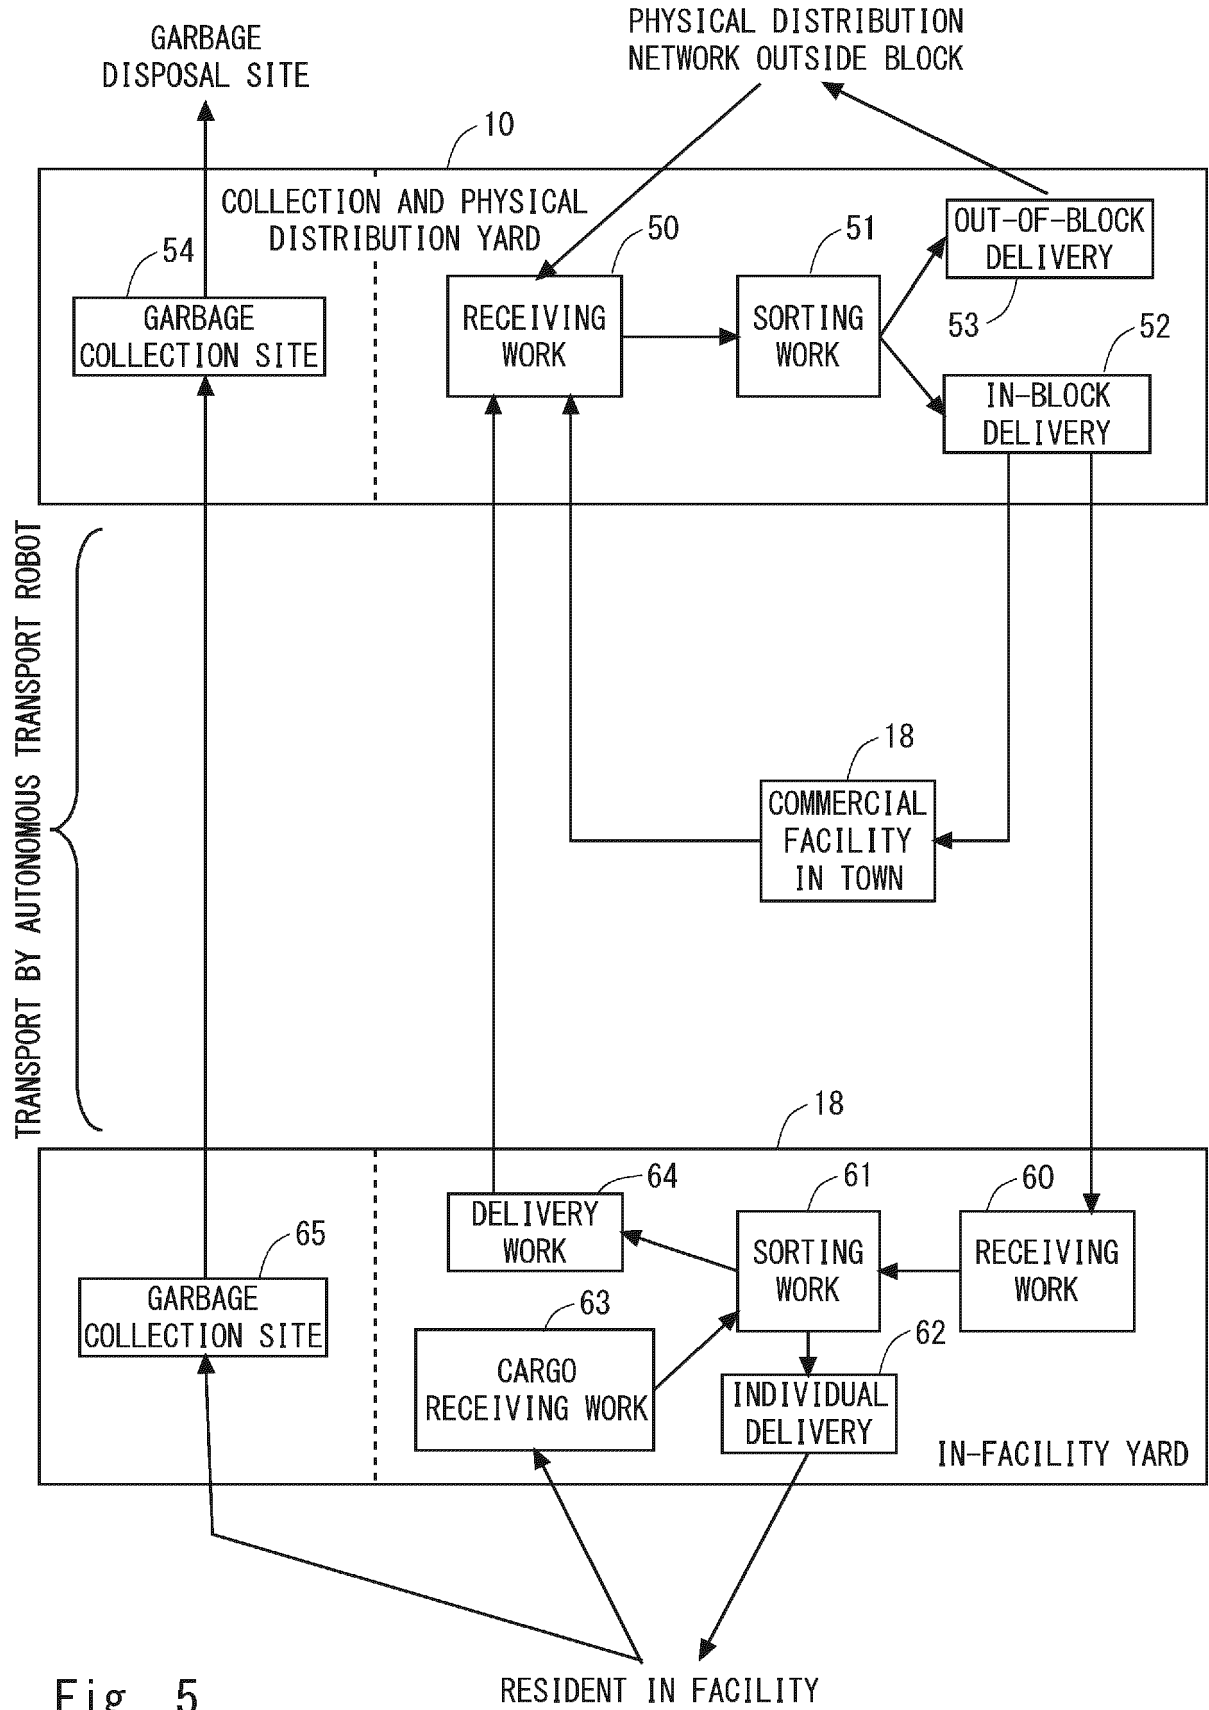 GARBAGE
DISPOSAL SITE
PHYSICAL DISTRIBUTION
NETWORK OUTSIDE BLOCK
10
COLLECTION AND PHYSICAL
DISTRIBUTION YARD
54
GARBAGE
COLLECTION SITE
50
RECEIVING
WORK
51
SORTING
WORK
OUT-OF-BLOCK
DELIVERY
53
52
IN-BLOCK
DELIVERY
TRANSPORT BY AUTONOMOUS TRANSPORT ROBOT
18
COMMERCIAL
FACILITY
IN TOWN
18
65
GARBAGE
COLLECTION SITE
64
DELIVERY
WORK
61
SORTING
WORK
60
RECEIVING
WORK
63
CARGO
RECEIVING WORK
62
INDIVIDUAL
DELIVERY
IN-FACILITY YARD
RESIDENT IN FACILITY
Fig. 5